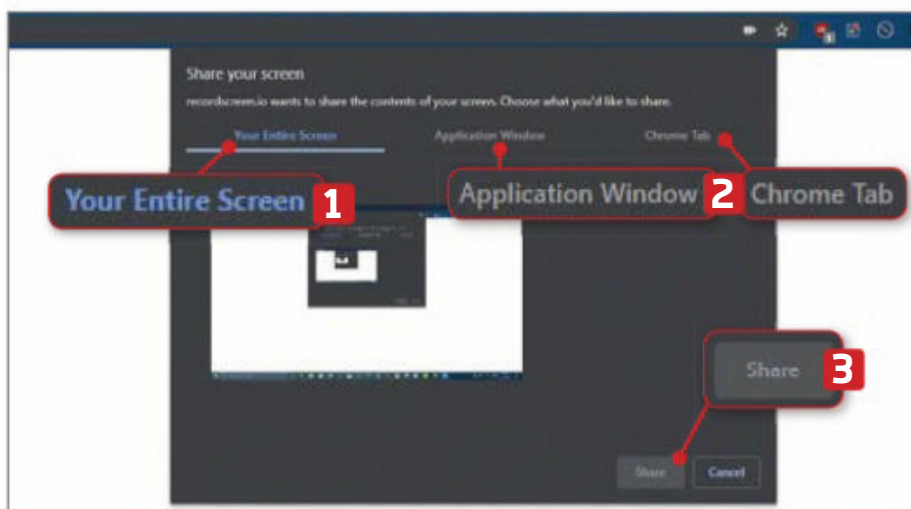 Share your screen
recordscreen.io wants to share the contents of your screen. Choose what you'd like to share.
Your Entire Screen Application Window Chrome Tab
Your Entire Screen 1 Application Window 2 Chrome Tab
Share 3
Share Cancel